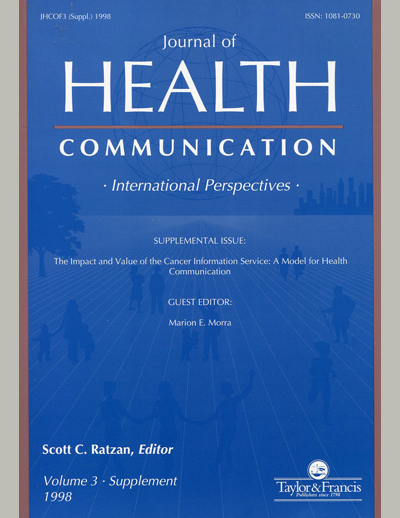 JHCOF3 (Suppl.) 1998
ISSN: 1081-0730
Journal of
HEALTH
COMMUNICATION
· International Perspectives ·
SUPPLEMENTAL ISSUE:
The Impact and Value of the Cancer Information Service: A Model for Health
Communication
GUEST EDITOR:
Marion E. Morra
Scott C. Ratzan, Editor
Volume 3 · Supplement
1998
Taylor & Francis
Publishers since 1798